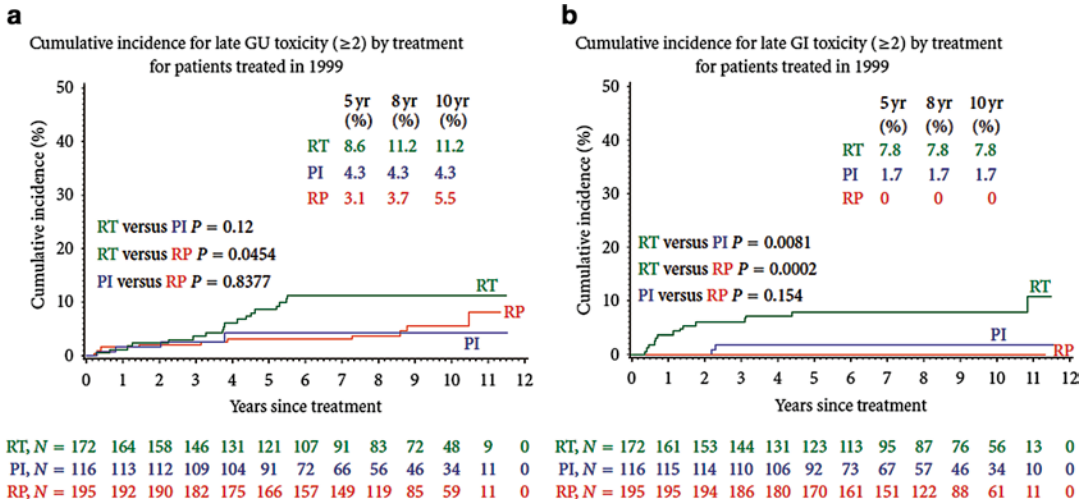 a
Cumulative incidence for late GU toxicity (≥2) by treatment
for patients treated in 1999
Cumulative incidence (%)
50
40
30
20
10
0
5 yr 8 yr 10 yr
(%) (%) (%)
RT 8.6 11.2 11.2
PI 4.3 4.3 4.3
RP 3.1 3.7 5.5
RT versus PI P = 0.12
RT versus RP P = 0.0454
PI versus RP P = 0.8377
RT
RP
PI
0 1 2 3 4 5 6 7 8 9 10 11 12
Years since treatment
RT, N = 172 164 158 146 131 121 107 91 83 72 48 9 0
PI, N = 116 113 112 109 104 91 72 66 56 46 34 11 0
RP, N = 195 192 190 182 175 166 157 149 119 85 59 11 0
b
Cumulative incidence for late GI toxicity (≥2) by treatment
for patients treated in 1999
Cumulative incidence (%)
50
40
30
20
10
0
5 yr 8 yr 10 yr
(%) (%) (%)
RT 7.8 7.8 7.8
PI 1.7 1.7 1.7
RP 0 0 0
RT versus PI P = 0.0081
RT versus RP P = 0.0002
PI versus RP P = 0.154
RT
PI
RP
0 1 2 3 4 5 6 7 8 9 10 11 12
Years since treatment
RT, N = 172 161 153 144 131 123 113 95 87 76 56 13 0
PI, N = 116 115 114 110 106 92 73 67 57 46 34 10 0
RP, N = 195 195 194 186 180 170 161 151 122 88 61 11 0